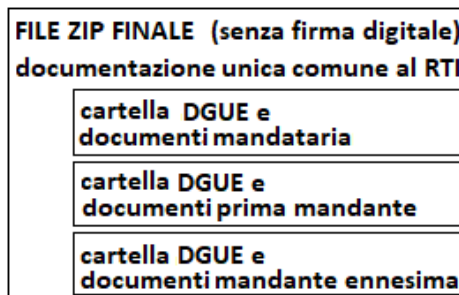 FILE ZIP FINALE (senza firma digitale)
documentazione unica comune al RTI
cartella DGUE e
documenti mandataria
cartella DGUE e
documenti prima mandante
cartella DGUE e
documenti mandante ennesima